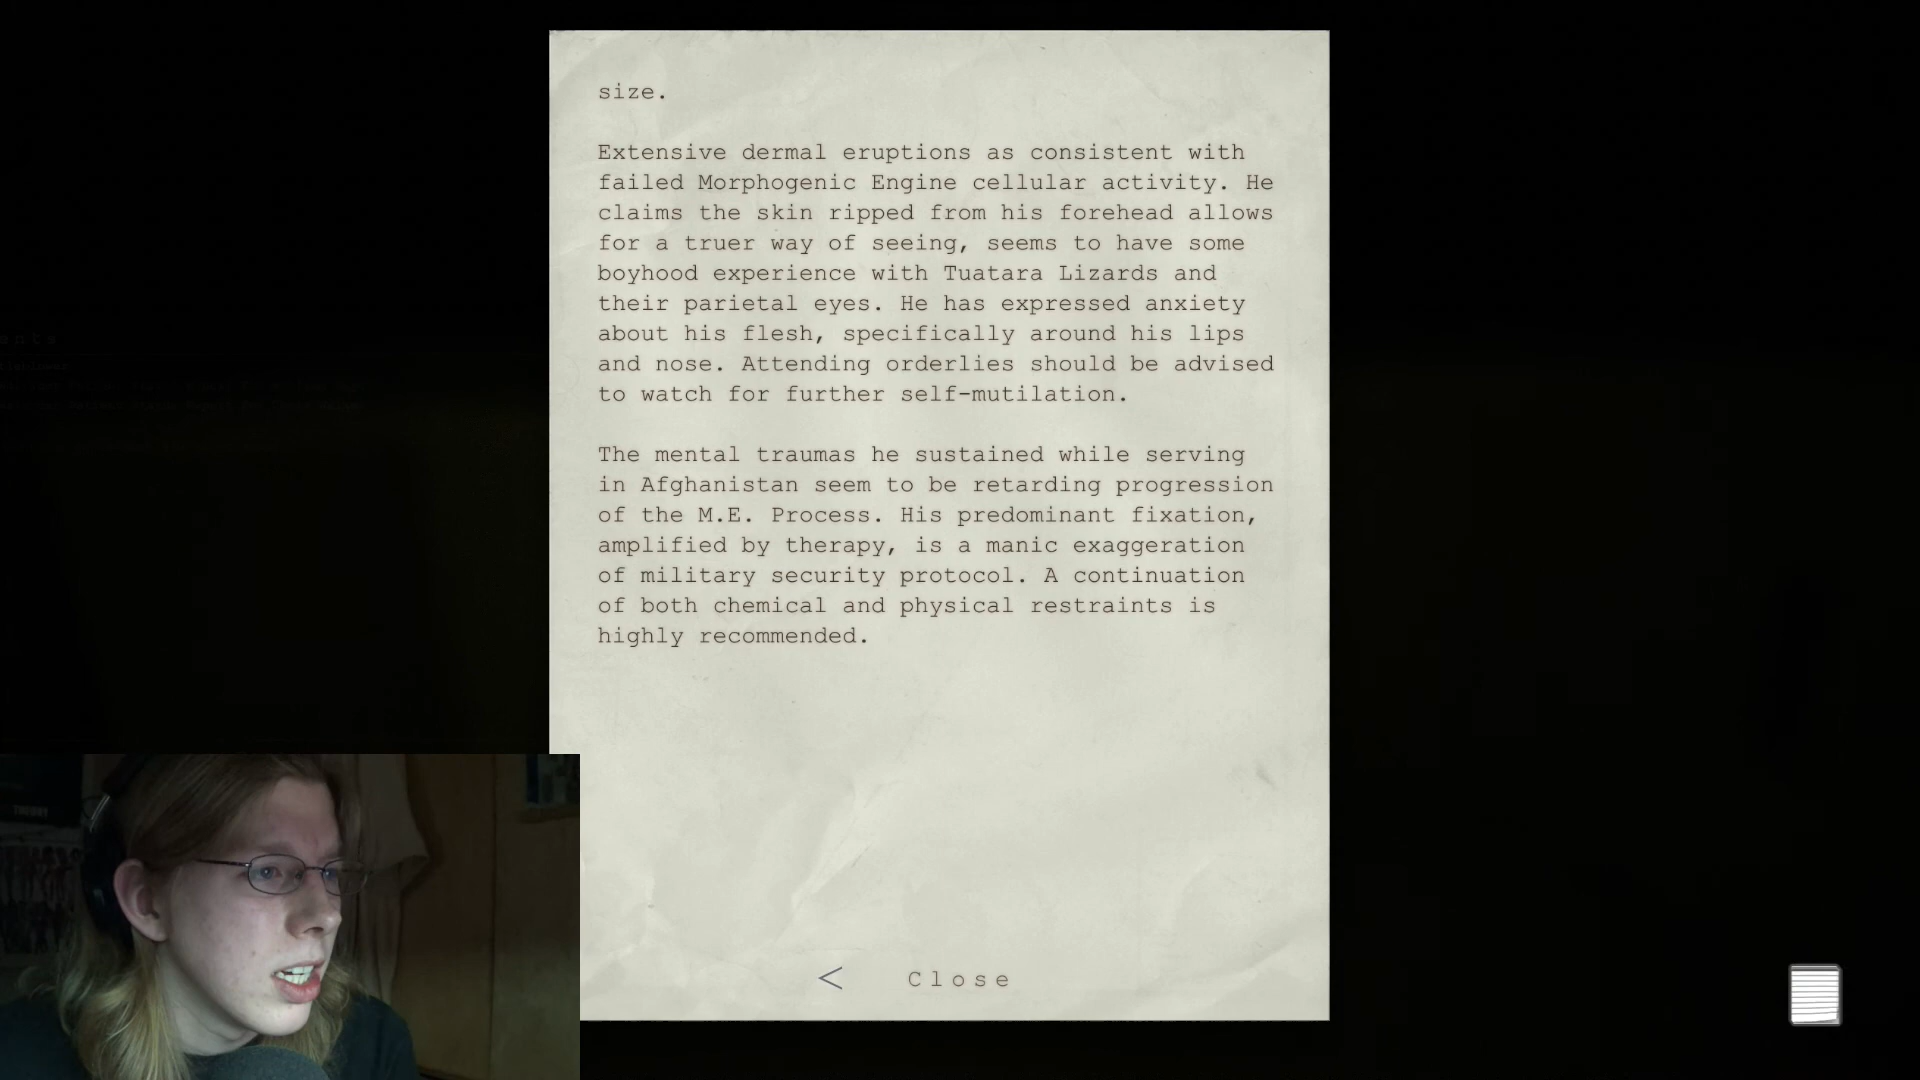 size.
Extensive dermal eruptions as consistent with
failed Morphogenic Engine cellular activity. He
claims the skin ripped from his forehead allows
for a truer way of seeing, seems to have some
boyhood experience with Tuatara Lizards and
their parietal eyes. He has expressed anxiety
about his flesh, specifically around his lips
and nose. Attending orderlies should be advised
to watch for further self-mutilation.
The mental traumas he sustained while serving
in Afghanistan seem to be retarding progression
of the M.E. Process. His predominant fixation,
amplified by therapy, is a manic exaggeration
of military security protocol. A continuation
of both chemical and physical restraints is
highly recommended.
< Close